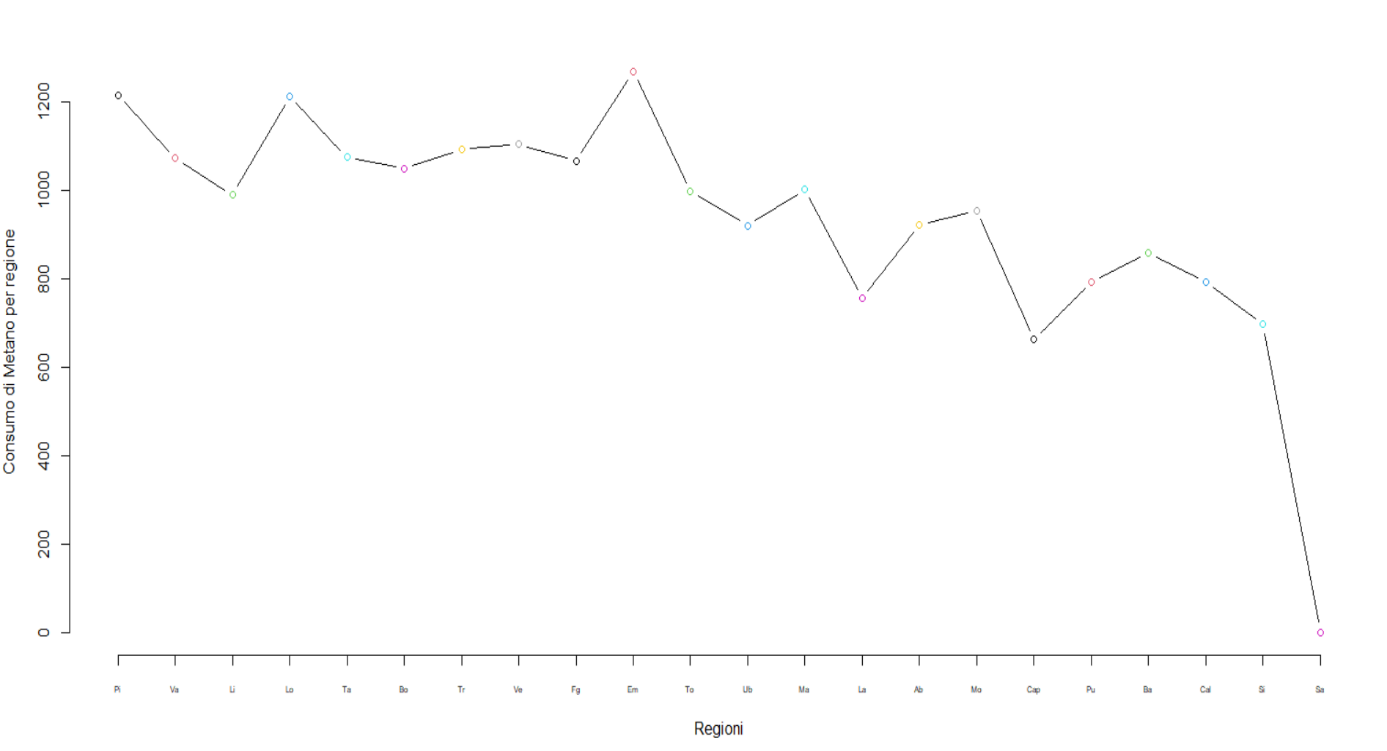 Consumo di Metano per regione
1200
1000
800
600
400
200
0
Pi Va Li Lo Ta Bo Tr Ve Fg Em To Ub Ma La Ab Mo Cap Pu Ba Cal Si Sa
Regioni